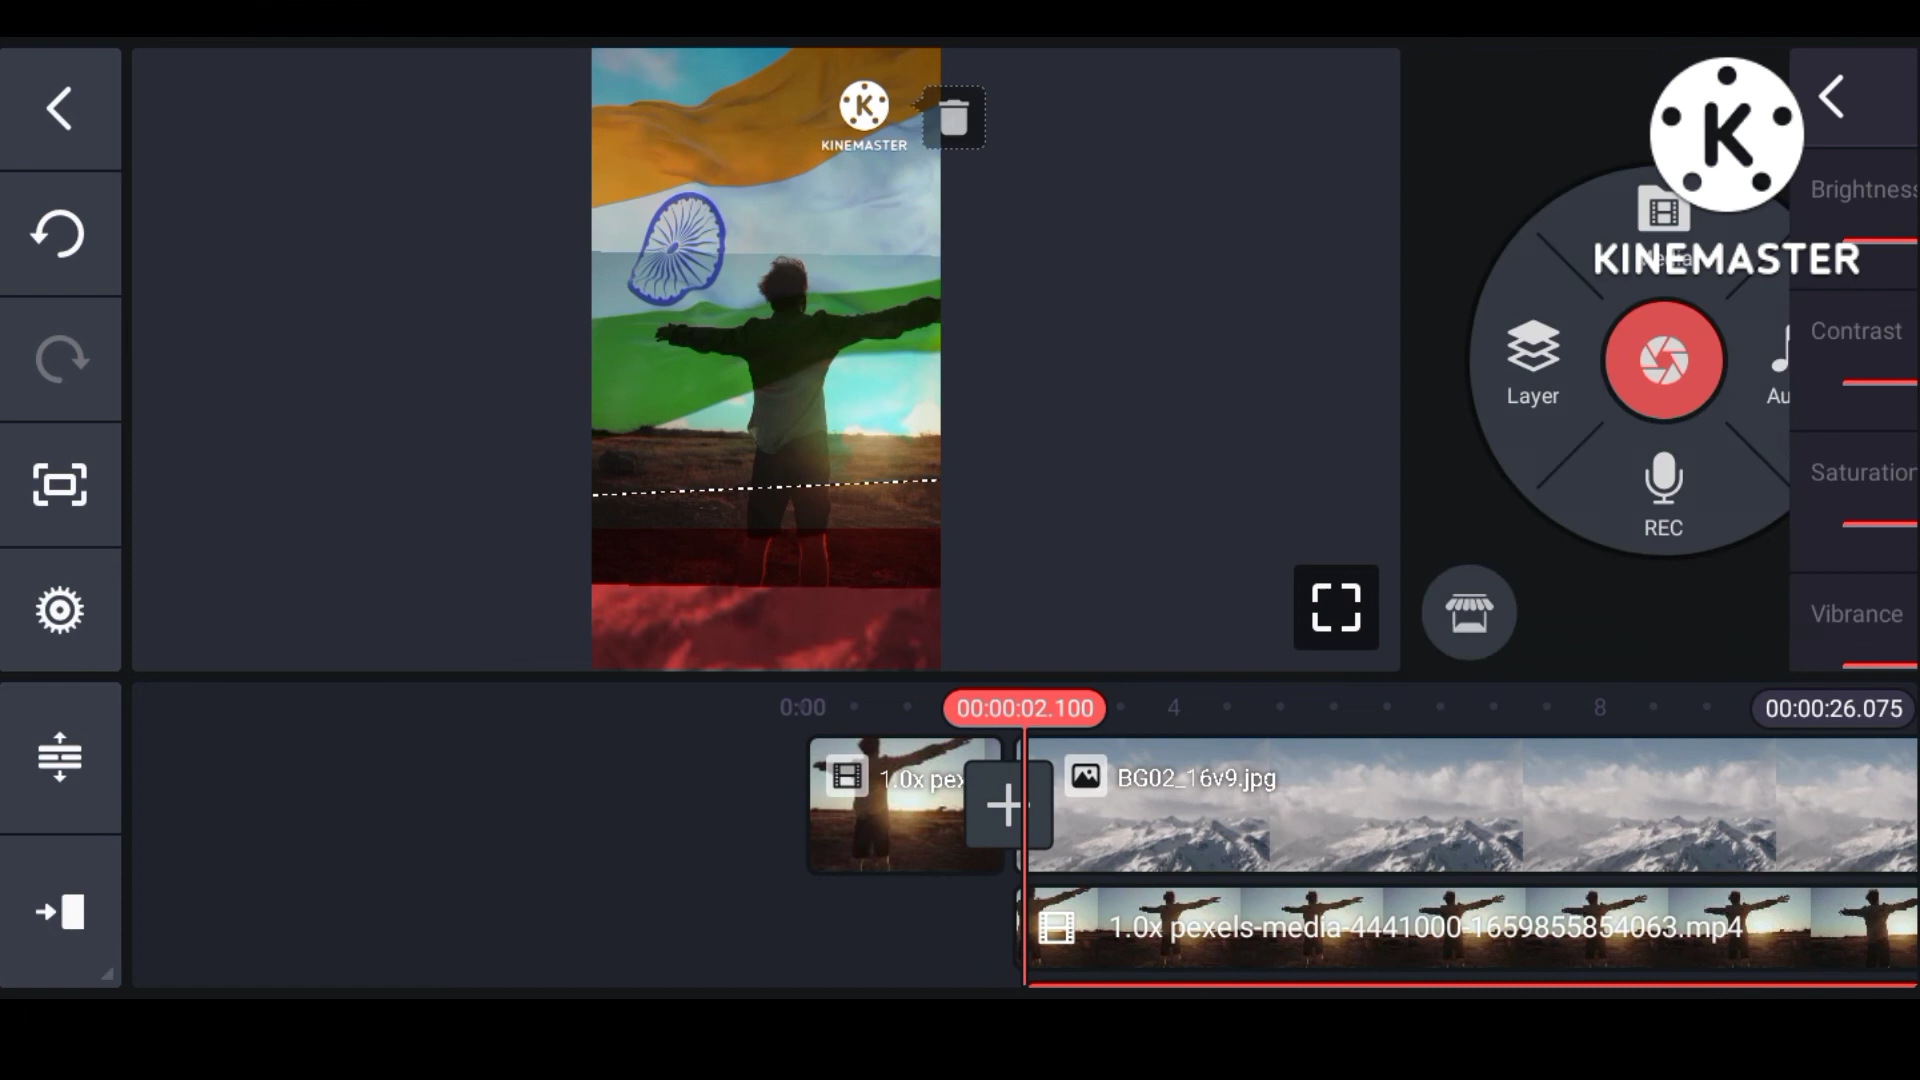 KINEMASTER
KINEMASTER
Brightness
Contrast
Saturation
Vibrance
Layer
Au
REC
0:00
00:00:02.100
4
8
00:00:26.075
1.0x pex
BG02_16v9.jpg
1.0x pexels-media-4441000-1659855854063.mp4